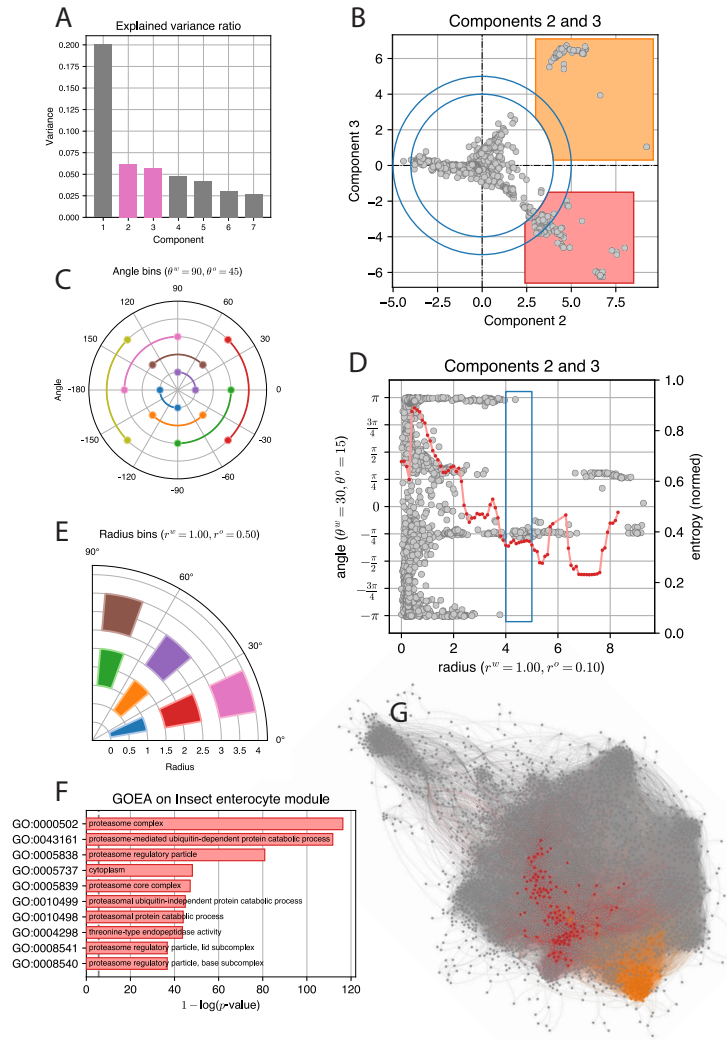 A
Explained variance ratio
0.200
0.175
0.150
0.125
0.100
0.075
0.050
0.025
0.000
Variance
1 2 3 4 5 6 7
Component
B
Components 2 and 3
6
4
2
0
−2
−4
−6
Component 3
−5.0 −2.5 0.0 2.5 5.0 7.5
Component 2
C
Angle bins (θʷ = 90, θᵒ = 45)
90
120 60
150 30
-180 0
-150 -30
-120 -60
-90
Angle
D
Components 2 and 3
π
3π/4
π/2
π/4
0
−π/4
−π/2
−3π/4
−π
angle (θʷ = 30, θᵒ = 15)
1.0
0.8
0.6
0.4
0.2
0.0
entropy (normed)
0 2 4 6 8
radius (rʷ = 1.00, rᵒ = 0.10)
E
Radius bins (rʷ = 1.00, rᵒ = 0.50)
90°
60°
30°
0°
0 0.5 1 1.5 2 2.5 3 3.5 4
Radius
F
GOEA on Insect enterocyte module
GO:0000502 proteasome complex
GO:0043161 proteasome-mediated ubiquitin-dependent protein catabolic process
GO:0005838 proteasome regulatory particle
GO:0005737 cytoplasm
GO:0005839 proteasome core complex
GO:0010499 proteasomal ubiquitin-independent protein catabolic process
GO:0010498 proteasomal protein catabolic process
GO:0004298 threonine-type endopeptidase activity
GO:0008541 proteasome regulatory particle, lid subcomplex
GO:0008540 proteasome regulatory particle, base subcomplex
0 20 40 60 80 100 120
1 − log(p-value)
G